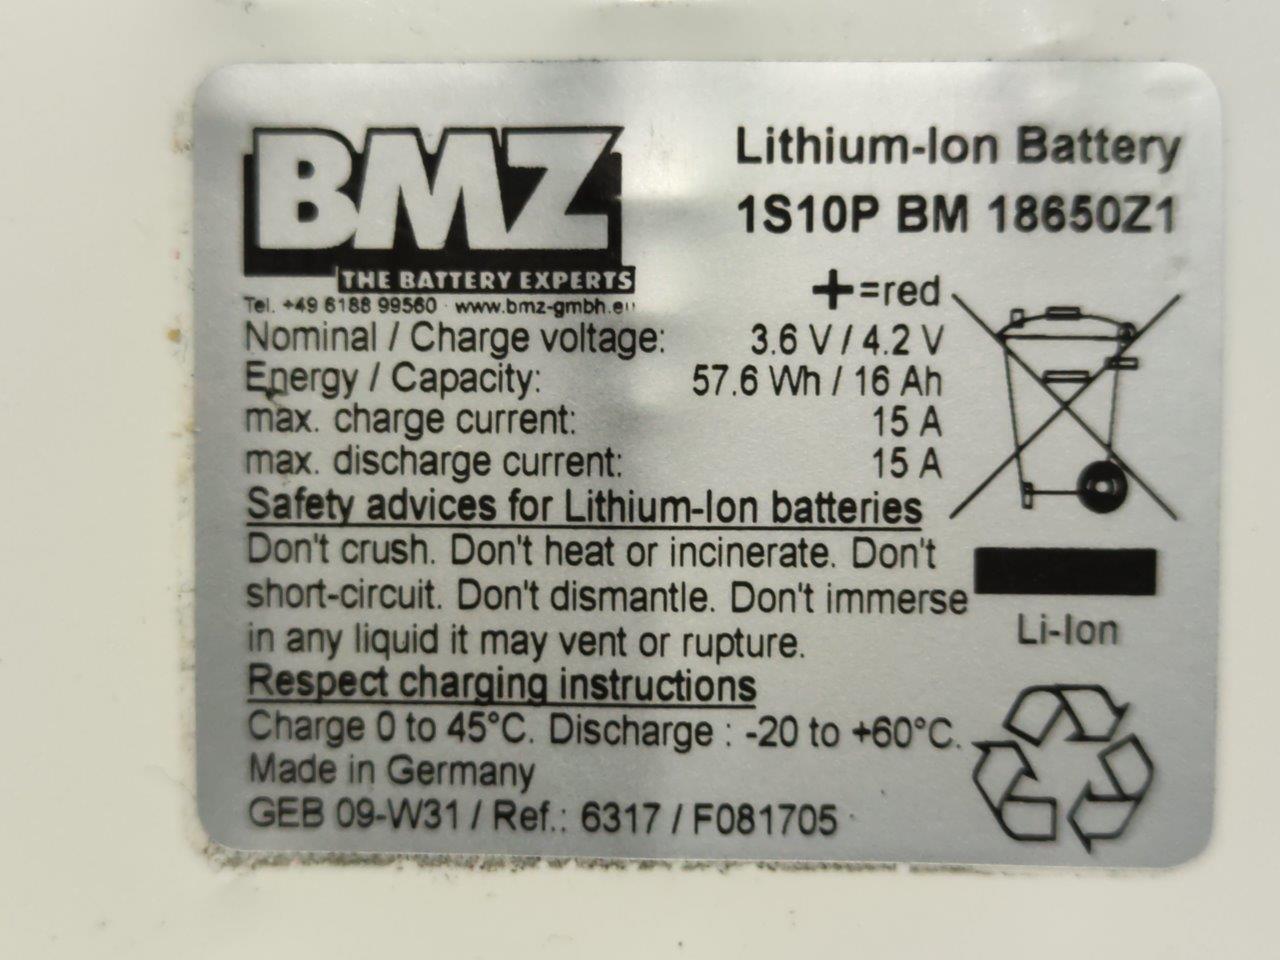 BMZ
THE BATTERY EXPERTS
Tel. +49 6188 99560 · www.bmz-gmbh.eu
Lithium-Ion Battery
1S10P BM 18650Z1
+=red
Nominal / Charge voltage: 3.6 V / 4.2 V
Energy / Capacity: 57.6 Wh / 16 Ah
max. charge current: 15 A
max. discharge current: 15 A
Safety advices for Lithium-Ion batteries
Don't crush. Don't heat or incinerate. Don't
short-circuit. Don't dismantle. Don't immerse
in any liquid it may vent or rupture.
Respect charging instructions
Charge 0 to 45°C. Discharge : -20 to +60°C.
Made in Germany
GEB 09-W31 / Ref.: 6317 / F081705
Li-Ion